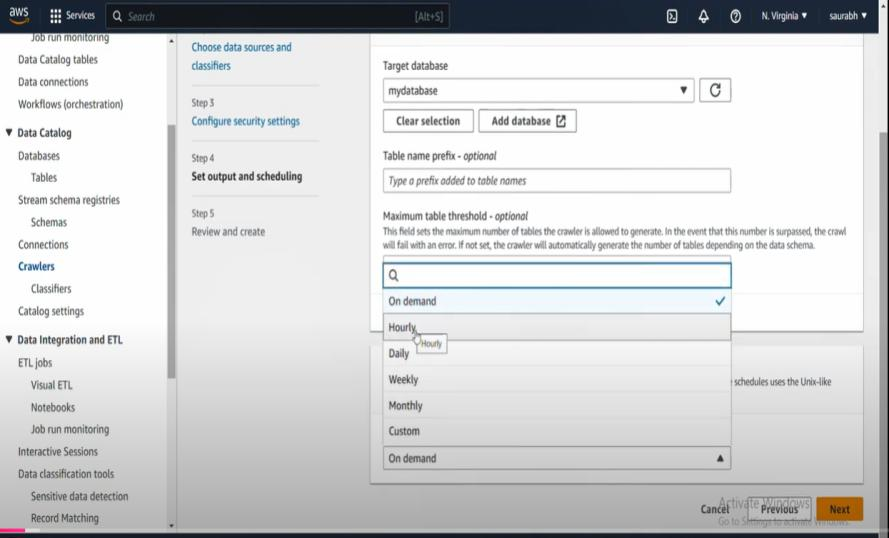 aws
Services
Search
[Alt+S]
N. Virginia ▼
saurabh ▼
Job run monitoring
Data Catalog tables
Data connections
Workflows (orchestration)
▼ Data Catalog
Databases
Tables
Stream schema registries
Schemas
Connections
Crawlers
Classifiers
Catalog settings
▼ Data Integration and ETL
ETL jobs
Visual ETL
Notebooks
Job run monitoring
Interactive Sessions
Data classification tools
Sensitive data detection
Record Matching
Choose data sources and
classifiers
Step 3
Configure security settings
Step 4
Set output and scheduling
Step 5
Review and create
Target database
mydatabase
Clear selection
Add database
Table name prefix - optional
Type a prefix added to table names
Maximum table threshold - optional
This field sets the maximum number of tables the crawler is allowed to generate. In the event that this number is surpassed, the crawl
will fail with an error. If not set, the crawler will automatically generate the number of tables depending on the data schema.
On demand
Hourly
Hourly
Daily
Weekly
Monthly
Custom
schedules uses the Unix-like
On demand
Cancel
Previous
Next
Activate Windows
Go to Settings to activate Windows.